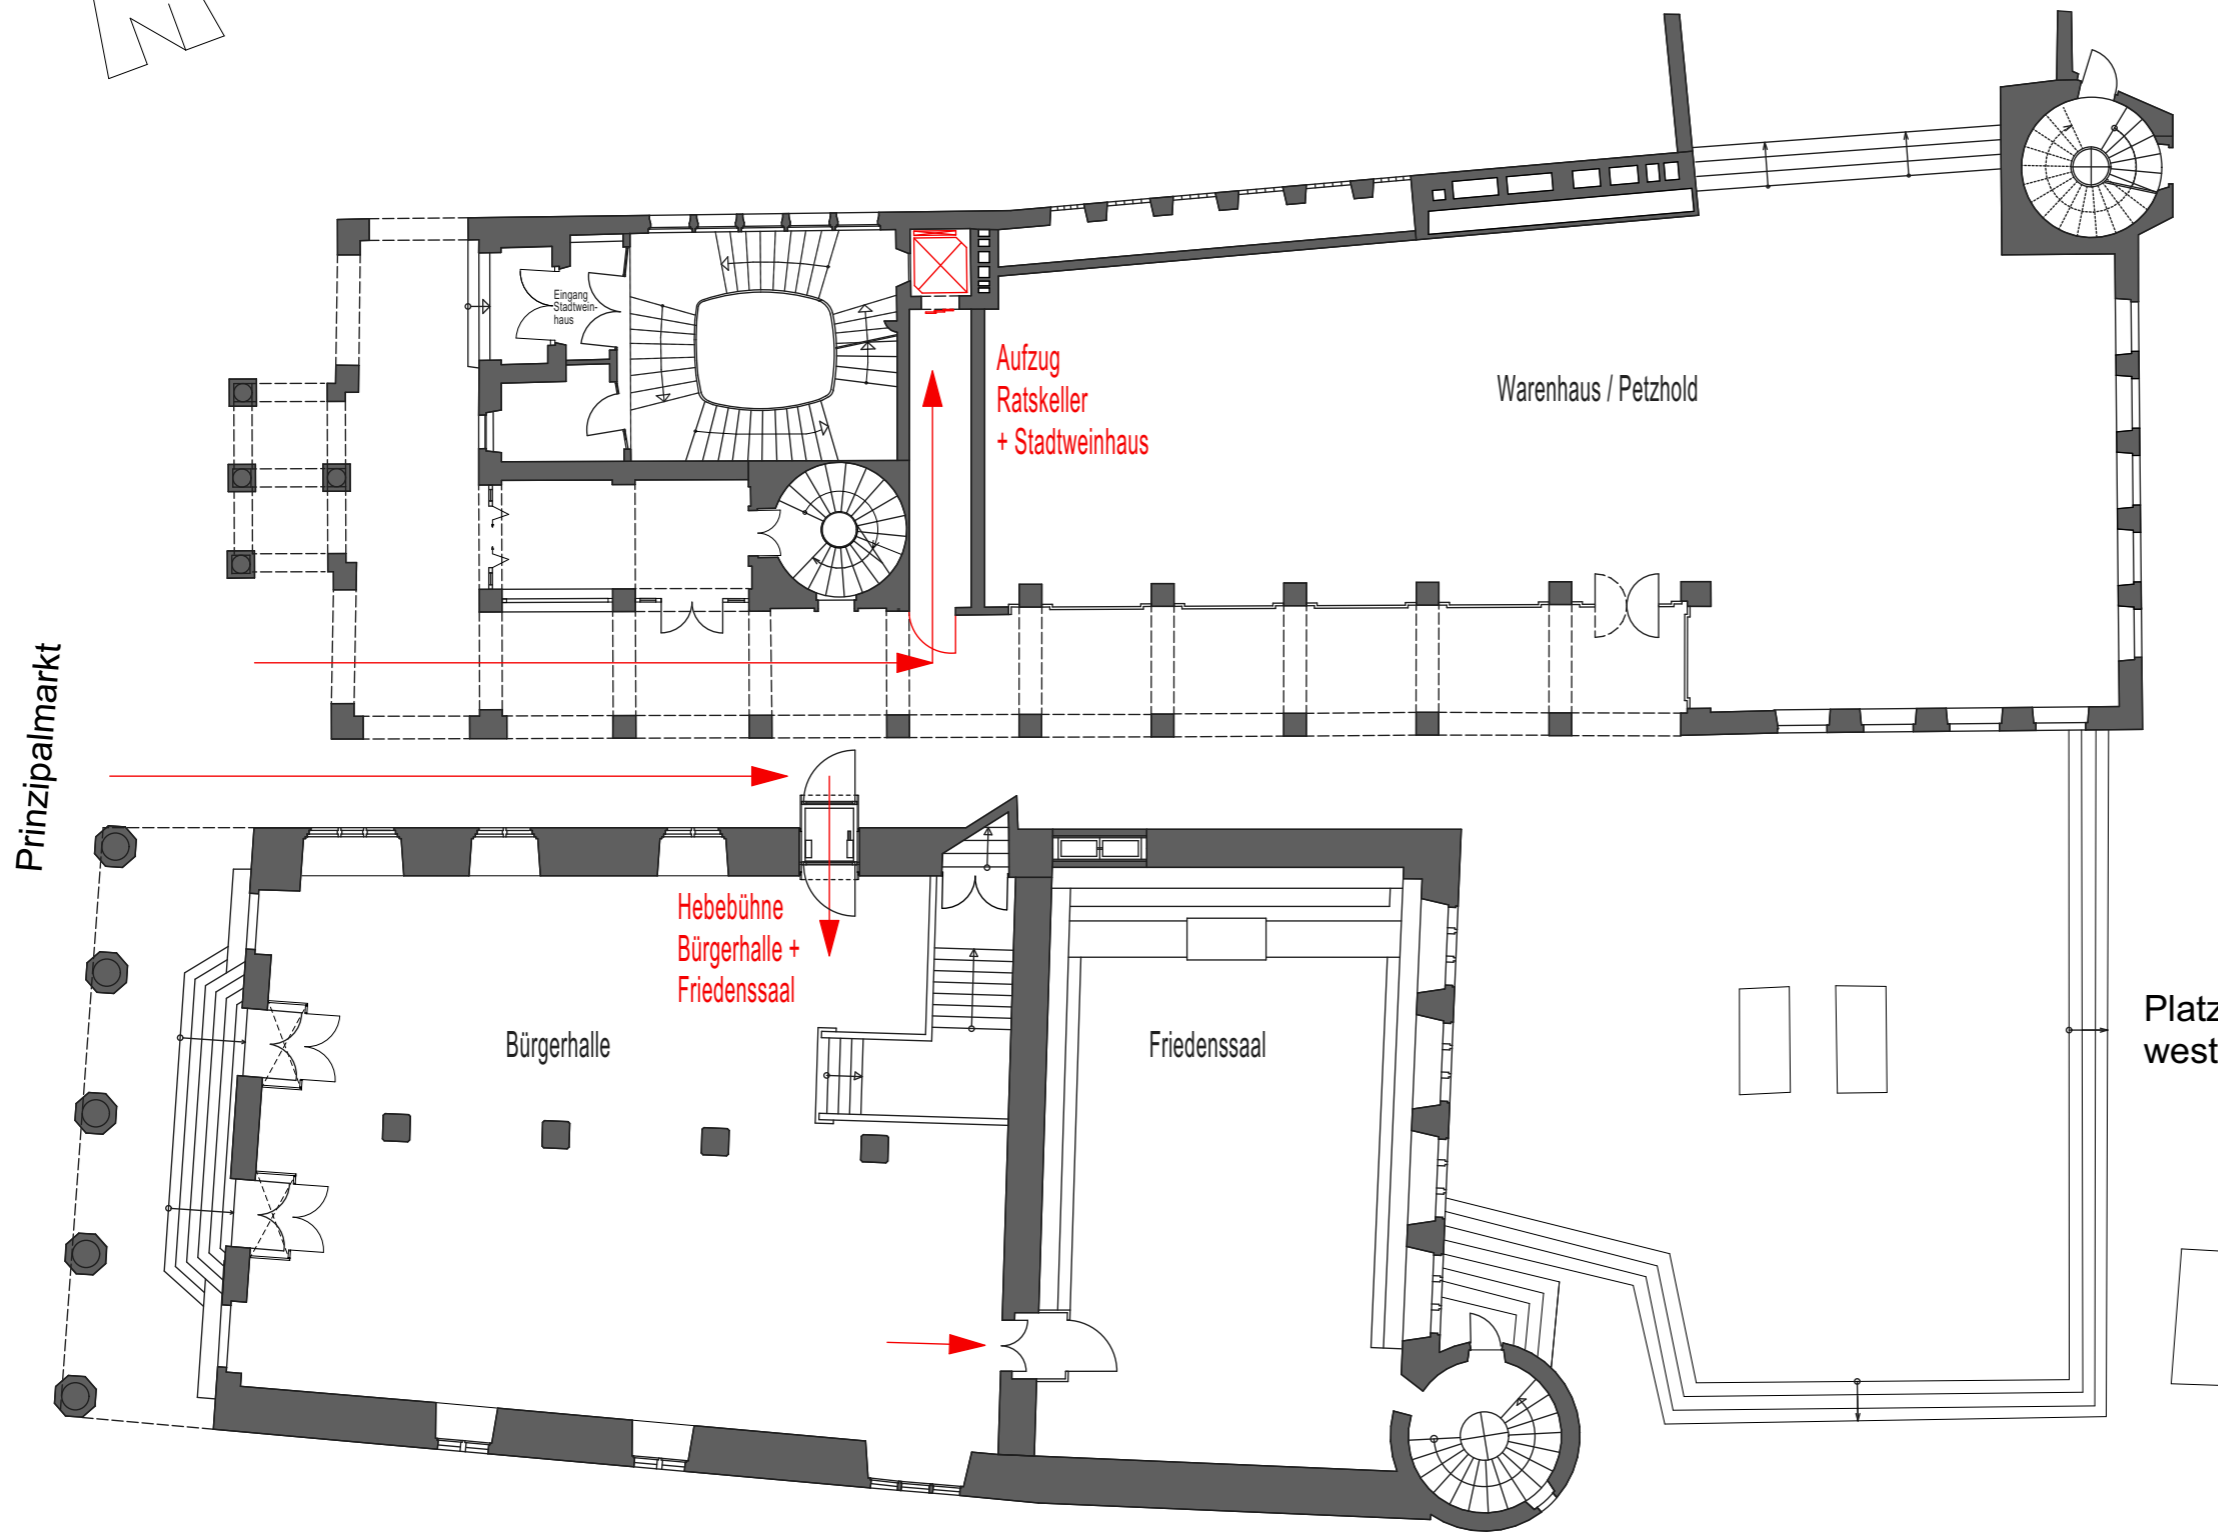 Eingang
Stadtwein-
haus
Aufzug
Ratskeller
+ Stadtweinhaus
Warenhaus / Petzhold
Prinzipalmarkt
Hebebühne
Bürgerhalle +
Friedenssaal
Bürgerhalle
Friedenssaal
Platz
west